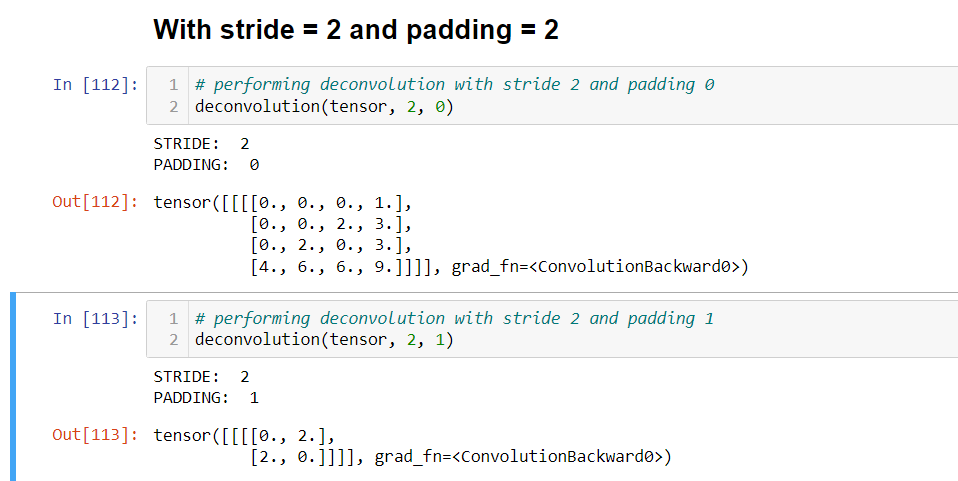 With stride = 2 and padding = 2
In [112]:
1 # performing deconvolution with stride 2 and padding 0
2 deconvolution(tensor, 2, 0)
STRIDE:  2
PADDING:  0
Out[112]: tensor([[[[0., 0., 0., 1.],
          [0., 0., 2., 3.],
          [0., 2., 0., 3.],
          [4., 6., 6., 9.]]]], grad_fn=<ConvolutionBackward0>)
In [113]:
1 # performing deconvolution with stride 2 and padding 1
2 deconvolution(tensor, 2, 1)
STRIDE:  2
PADDING:  1
Out[113]: tensor([[[[0., 2.],
          [2., 0.]]]], grad_fn=<ConvolutionBackward0>)